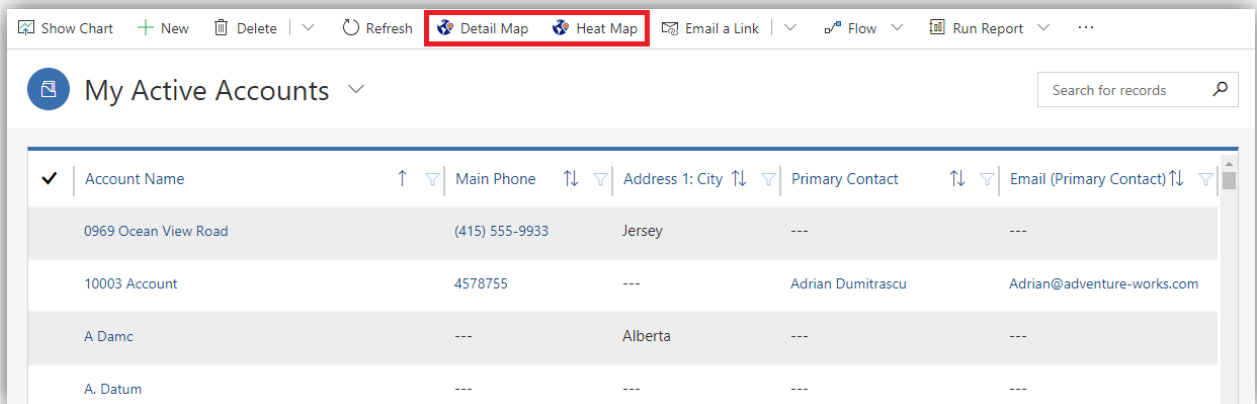 Show Chart New Delete Refresh Detail Map Heat Map Email a Link Flow Run Report ...
My Active Accounts Search for records
Account Name Main Phone Address 1: City Primary Contact Email (Primary Contact)
0969 Ocean View Road (415) 555-9933 Jersey --- ---
10003 Account 4578755 --- Adrian Dumitrascu Adrian@adventure-works.com
A Damc --- Alberta --- ---
A. Datum --- --- --- ---